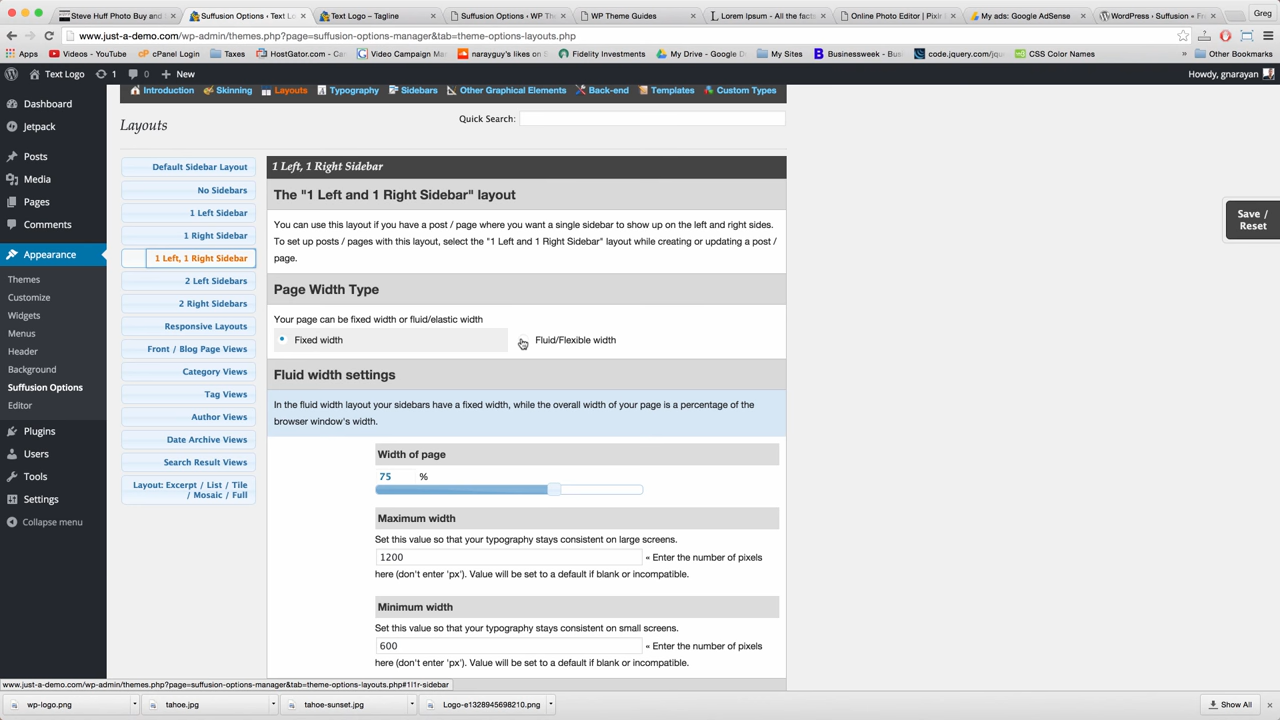 Steve Huff Photo Buy and
Suffusion Options ‹ Text Lo
Text Logo – Tagline
Suffusion Options ‹ WP Th
WP Theme Guides
Lorem Ipsum - All the facts
Online Photo Editor | Pixlr
My ads: Google AdSense
WordPress › Suffusion « Fr
Greg
www.just-a-demo.com/wp-admin/themes.php?page=suffusion-options-manager&tab=theme-options-layouts.php
Apps
Videos - YouTube
cPanel Login
Taxes
HostGator.com
Video Campaign Ma
narayguy's likes on S
Fidelity Investments
My Drive - Google D
My Sites
Businessweek - Bus
code.jquery.com/jqu
CSS Color Names
»
Other Bookmarks
Text Logo
1
0
+ New
Howdy, gnarayan
Dashboard
Jetpack
Posts
Media
Pages
Comments
Appearance
Themes
Customize
Widgets
Menus
Header
Background
Suffusion Options
Editor
Plugins
Users
Tools
Settings
Collapse menu
Introduction
Skinning
Layouts
Typography
Sidebars
Other Graphical Elements
Back-end
Templates
Custom Types
Layouts
Quick Search:
Default Sidebar Layout
No Sidebars
1 Left Sidebar
1 Right Sidebar
1 Left, 1 Right Sidebar
2 Left Sidebars
2 Right Sidebars
Responsive Layouts
Front / Blog Page Views
Category Views
Tag Views
Author Views
Date Archive Views
Search Result Views
Layout: Excerpt / List / Tile
/ Mosaic / Full
1 Left, 1 Right Sidebar
The "1 Left and 1 Right Sidebar" layout
You can use this layout if you have a post / page where you want a single sidebar to show up on the left and right sides.
To set up posts / pages with this layout, select the "1 Left and 1 Right Sidebar" layout while creating or updating a post /
page.
Page Width Type
Your page can be fixed width or fluid/elastic width
Fixed width
Fluid/Flexible width
Fluid width settings
In the fluid width layout your sidebars have a fixed width, while the overall width of your page is a percentage of the
browser window's width.
Width of page
75 %
Maximum width
Set this value so that your typography stays consistent on large screens.
1200 « Enter the number of pixels
here (don't enter 'px'). Value will be set to a default if blank or incompatible.
Minimum width
Set this value so that your typography stays consistent on small screens.
600 « Enter the number of pixels
here (don't enter 'px'). Value will be set to a default if blank or incompatible.
Save /
Reset
www.just-a-demo.com/wp-admin/themes.php?page=suffusion-options-manager&tab=theme-options-layouts.php#1l1r-sidebar
wp-logo.png
tahoe.jpg
tahoe-sunset.jpg
Logo-e1328945698210.png
Show All